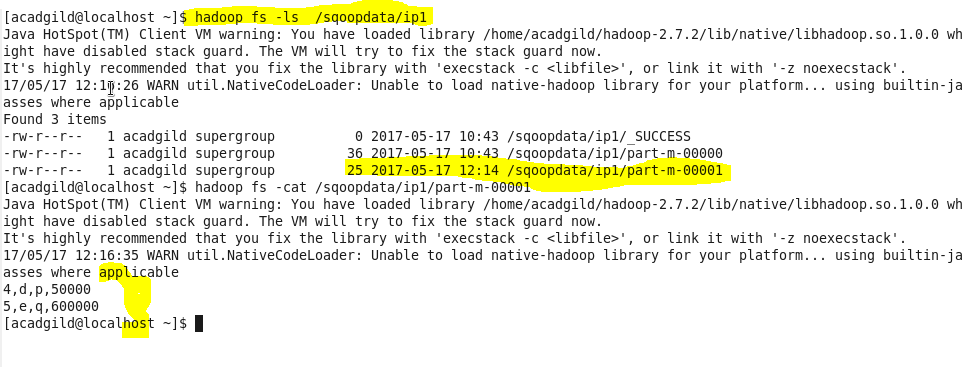 [acadgild@localhost ~]$ hadoop fs -ls  /sqoopdata/ip1
Java HotSpot(TM) Client VM warning: You have loaded library /home/acadgild/hadoop-2.7.2/lib/native/libhadoop.so.1.0.0 wh
ight have disabled stack guard. The VM will try to fix the stack guard now.
It's highly recommended that you fix the library with 'execstack -c <libfile>', or link it with '-z noexecstack'.
17/05/17 12:16:26 WARN util.NativeCodeLoader: Unable to load native-hadoop library for your platform... using builtin-ja
asses where applicable
Found 3 items
-rw-r--r--   1 acadgild supergroup          0 2017-05-17 10:43 /sqoopdata/ip1/_SUCCESS
-rw-r--r--   1 acadgild supergroup         36 2017-05-17 10:43 /sqoopdata/ip1/part-m-00000
-rw-r--r--   1 acadgild supergroup         25 2017-05-17 12:14 /sqoopdata/ip1/part-m-00001
[acadgild@localhost ~]$ hadoop fs -cat /sqoopdata/ip1/part-m-00001
Java HotSpot(TM) Client VM warning: You have loaded library /home/acadgild/hadoop-2.7.2/lib/native/libhadoop.so.1.0.0 wh
ight have disabled stack guard. The VM will try to fix the stack guard now.
It's highly recommended that you fix the library with 'execstack -c <libfile>', or link it with '-z noexecstack'.
17/05/17 12:16:35 WARN util.NativeCodeLoader: Unable to load native-hadoop library for your platform... using builtin-ja
asses where applicable
4,d,p,50000
5,e,q,600000
[acadgild@localhost ~]$